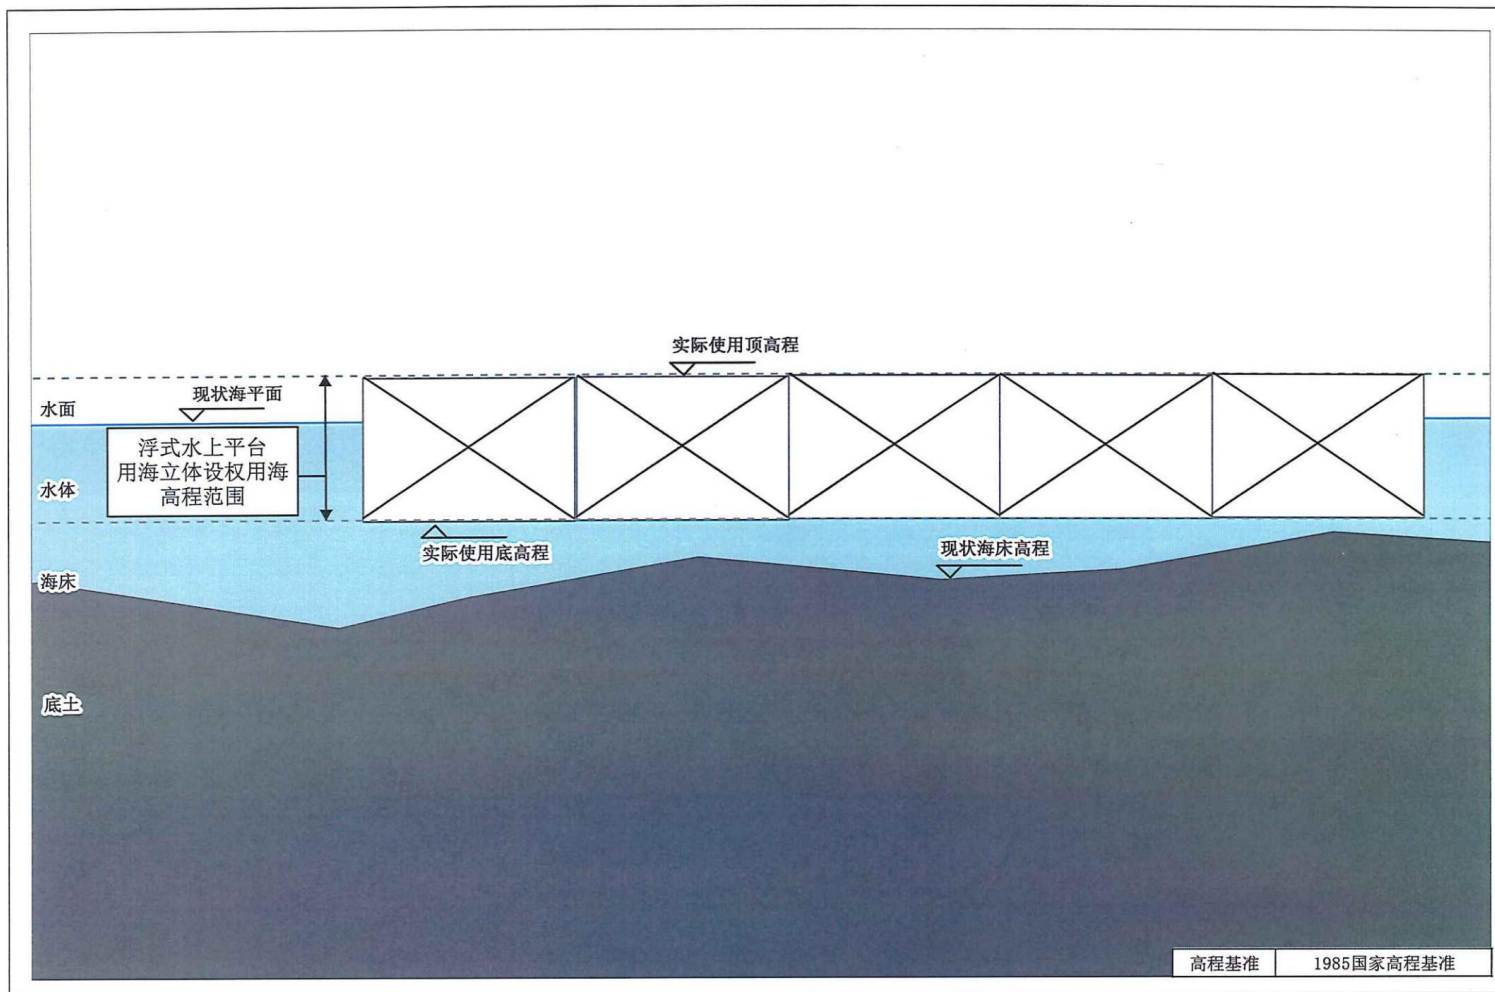 实际使用顶高程
现状海平面
水面
浮式水上平台
用海立体设权用海
高程范围
水体
实际使用底高程
现状海床高程
海床
底土
高程基准 1985国家高程基准